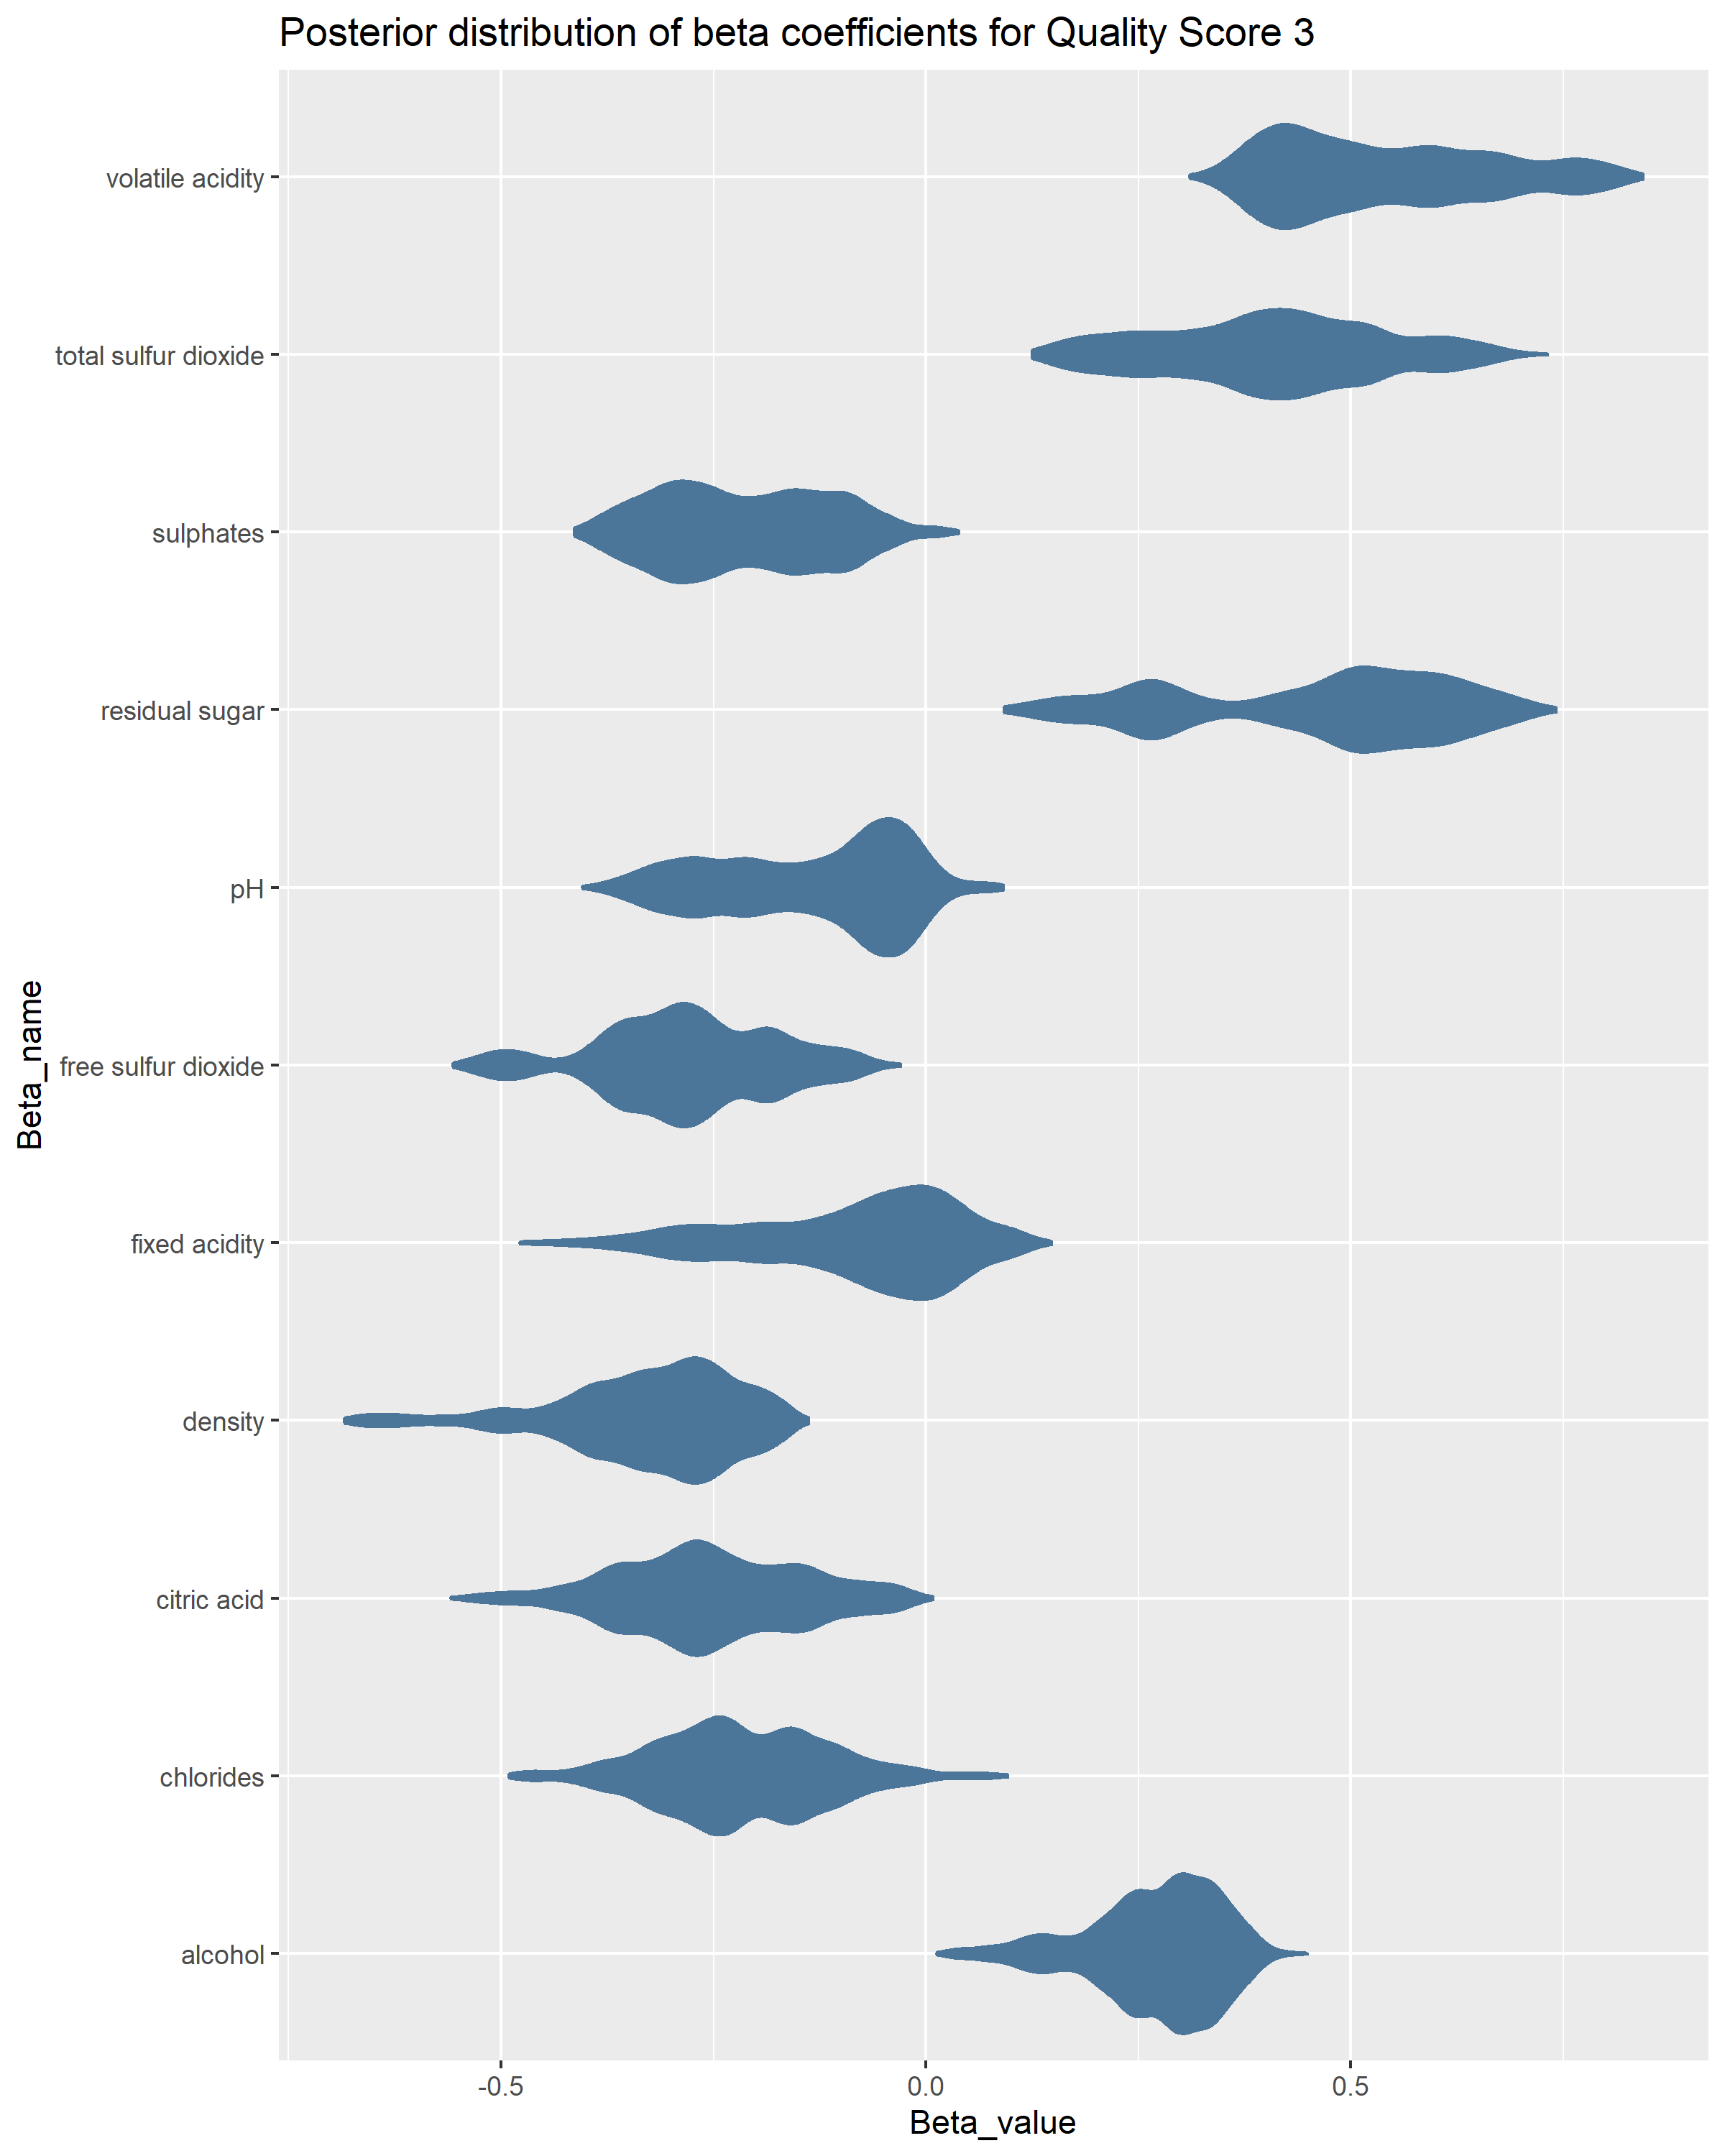 Posterior distribution of beta coefficients for Quality Score 3
volatile acidity
total sulfur dioxide
sulphates
residual sugar
pH
free sulfur dioxide
fixed acidity
density
citric acid
chlorides
alcohol
Beta_name
-0.5 0.0 0.5
Beta_value